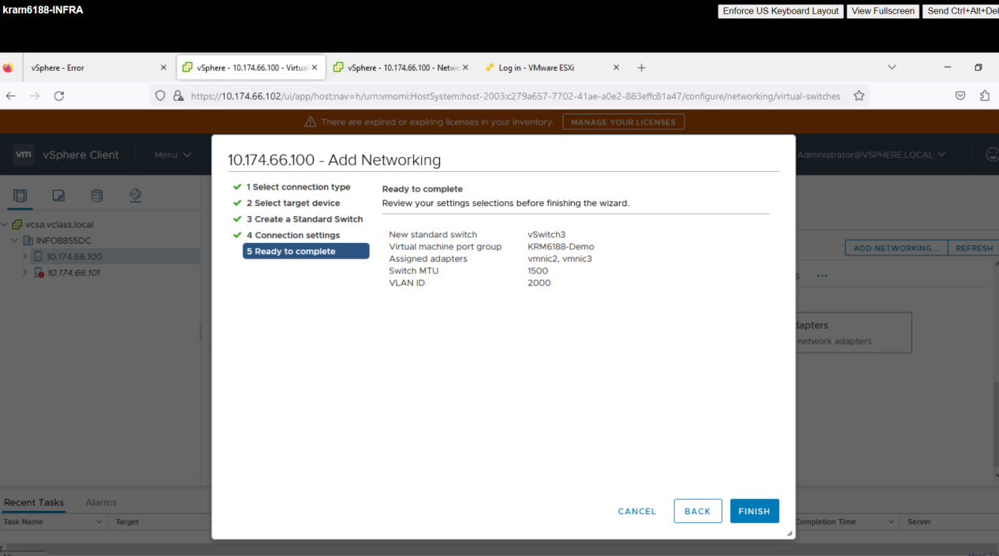 kram6188-INFRA
Enforce US Keyboard Layout View Fullscreen Send Ctrl+Alt+Del
vSphere - Error
vSphere - 10.174.66.100 - Virtual
vSphere - 10.174.66.100 - Netwo
Log in - VMware ESXi
https://10.174.66.102/ui/app/host;nav=h/urn:vmomi:HostSystem:host-2003:c279a657-7702-41ae-a0e2-883effc81a47/configure/networking/virtual-switches
There are expired or expiring licenses in your inventory. MANAGE YOUR LICENSES
vm vSphere Client Menu
Administrator@VSPHERE.LOCAL
vcsa.vclass.local
INFO8855DC
10.174.66.100
10.174.66.101
10.174.66.100 - Add Networking
1 Select connection type
2 Select target device
3 Create a Standard Switch
4 Connection settings
5 Ready to complete
Ready to complete
Review your settings selections before finishing the wizard.
New standard switch vSwitch3
Virtual machine port group KRM6188-Demo
Assigned adapters vmnic2, vmnic3
Switch MTU 1500
VLAN ID 2000
CANCEL BACK FINISH
ADD NETWORKING... REFRESH
...
dapters
network adapters
Recent Tasks Alarms
Task Name Target Completion Time Server